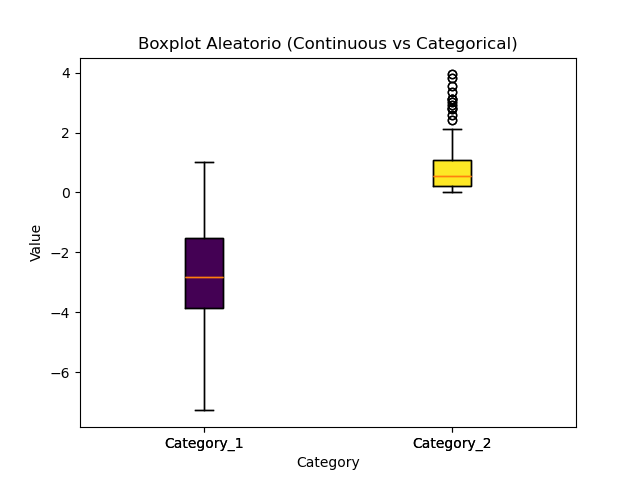 Boxplot Aleatorio (Continuous vs Categorical)
4
2
0
−2
−4
−6
Value
Category_1
Category_2
Category